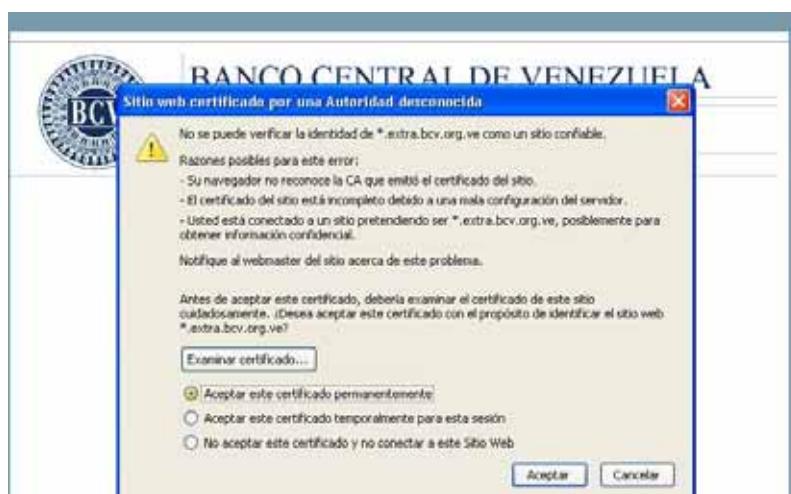 BANCO CENTRAL DE VENEZUELA
BCV
Sitio web certificado por una Autoridad desconocida
No se puede verificar la identidad de *.extra.bcv.org.ve como un sitio confiable.
Razones posibles para este error:
- Su navegador no reconoce la CA que emitió el certificado del sitio.
- El certificado del sitio está incompleto debido a una mala configuración del servidor.
- Usted está conectado a un sitio pretendiendo ser *.extra.bcv.org.ve, posiblemente para
obtener información confidencial.
Notifique al webmaster del sitio acerca de este problema.
Antes de aceptar este certificado, debería examinar el certificado de este sitio
cuidadosamente. ¿Desea aceptar este certificado con el propósito de identificar el sitio web
*.extra.bcv.org.ve?
Examinar certificado...
Aceptar este certificado permanentemente
Aceptar este certificado temporalmente para esta sesión
No aceptar este certificado y no conectar a este Sitio Web
Aceptar
Cancelar